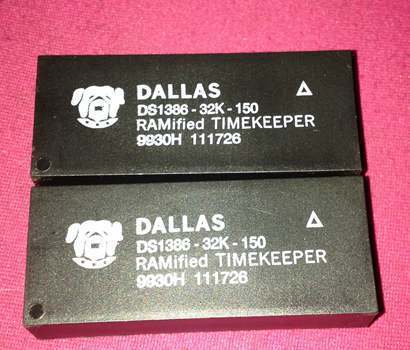 DALLAS
DS1386-32K-150
RAMified TIMEKEEPER
9930H 111726
DALLAS
DS1386-32K-150
RAMified TIMEKEEPER
9930H 111726